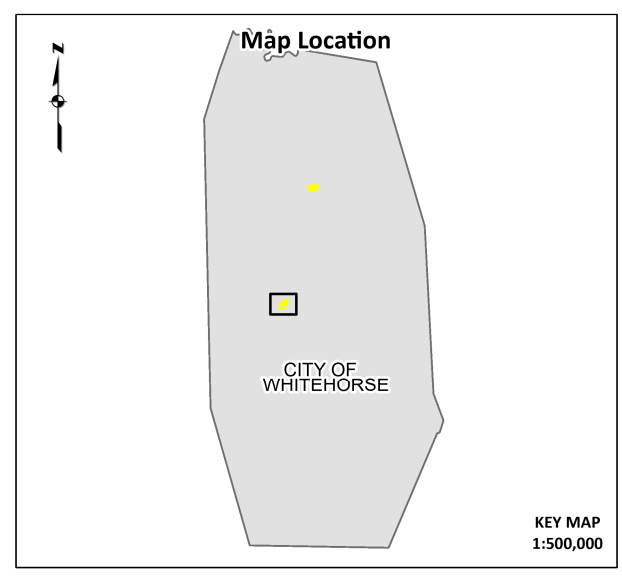 Map Location
N
CITY OF
WHITEHORSE
KEY MAP
1:500,000